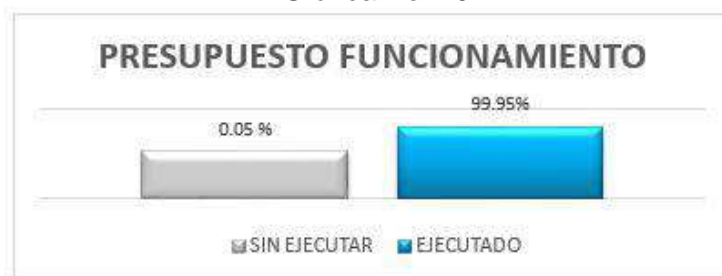 PRESUPUESTO FUNCIONAMIENTO
99.95%
0.05 %
SIN EJECUTAR EJECUTADO